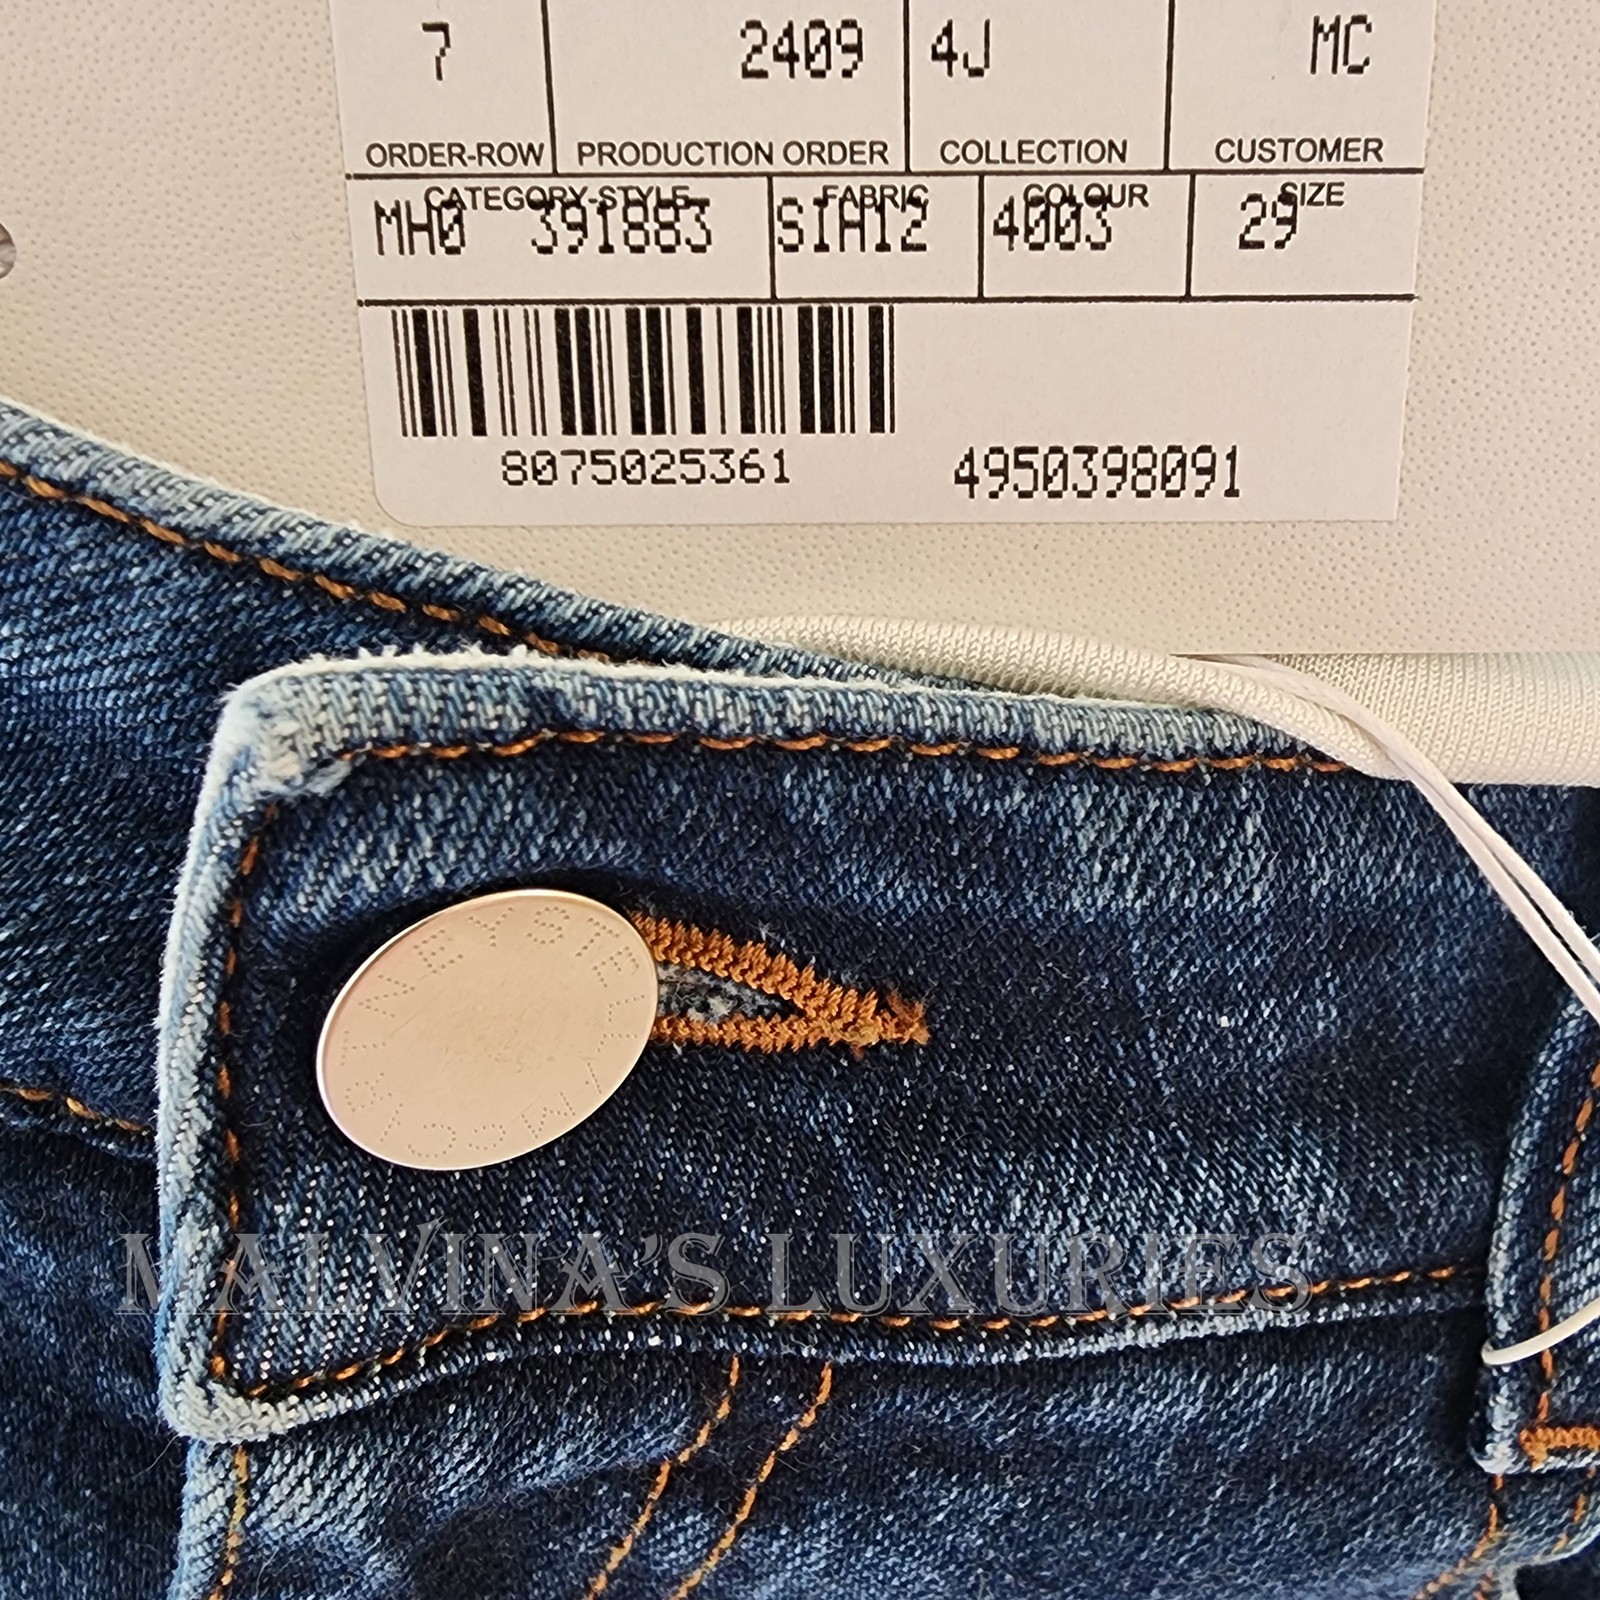 7 2409 4J MC
ORDER-ROW PRODUCTION ORDER COLLECTION CUSTOMER
CATEGORY-STYLE FABRIC COLOUR SIZE
MH0 391883 SIA12 4003 29
8075025361 4950398091
STELLA McCARTNEY
MALVINA'S LUXURIES